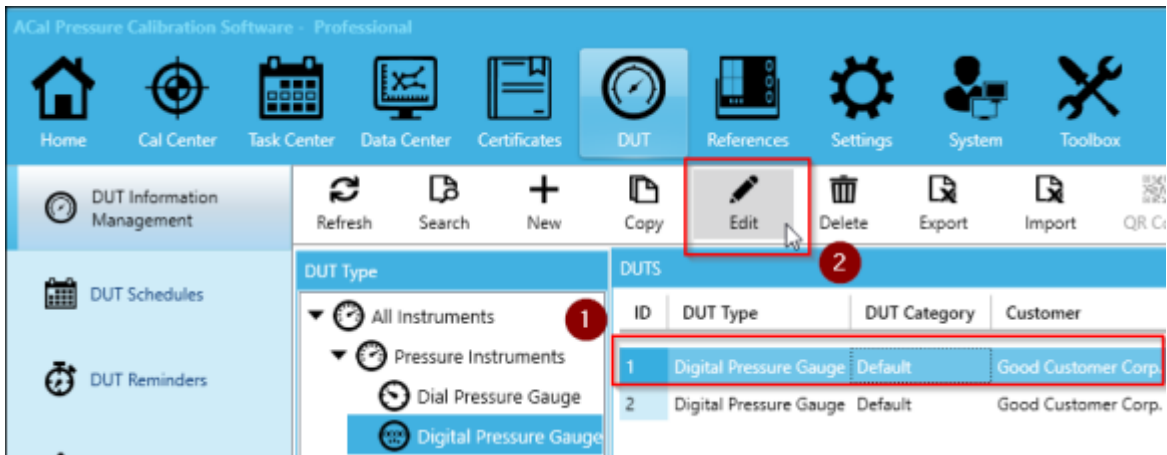 ACal Pressure Calibration Software - Professional
Home Cal Center Task Center Data Center Certificates DUT References Settings System Toolbox
DUT Information
Management
Refresh Search New Copy Edit Delete Export Import QR Co
2
DUT Schedules
DUT Reminders
DUT Type
1
All Instruments
Pressure Instruments
Dial Pressure Gauge
Digital Pressure Gauge
DUTS
ID DUT Type DUT Category Customer
1 Digital Pressure Gauge Default Good Customer Corp.
2 Digital Pressure Gauge Default Good Customer Corp.